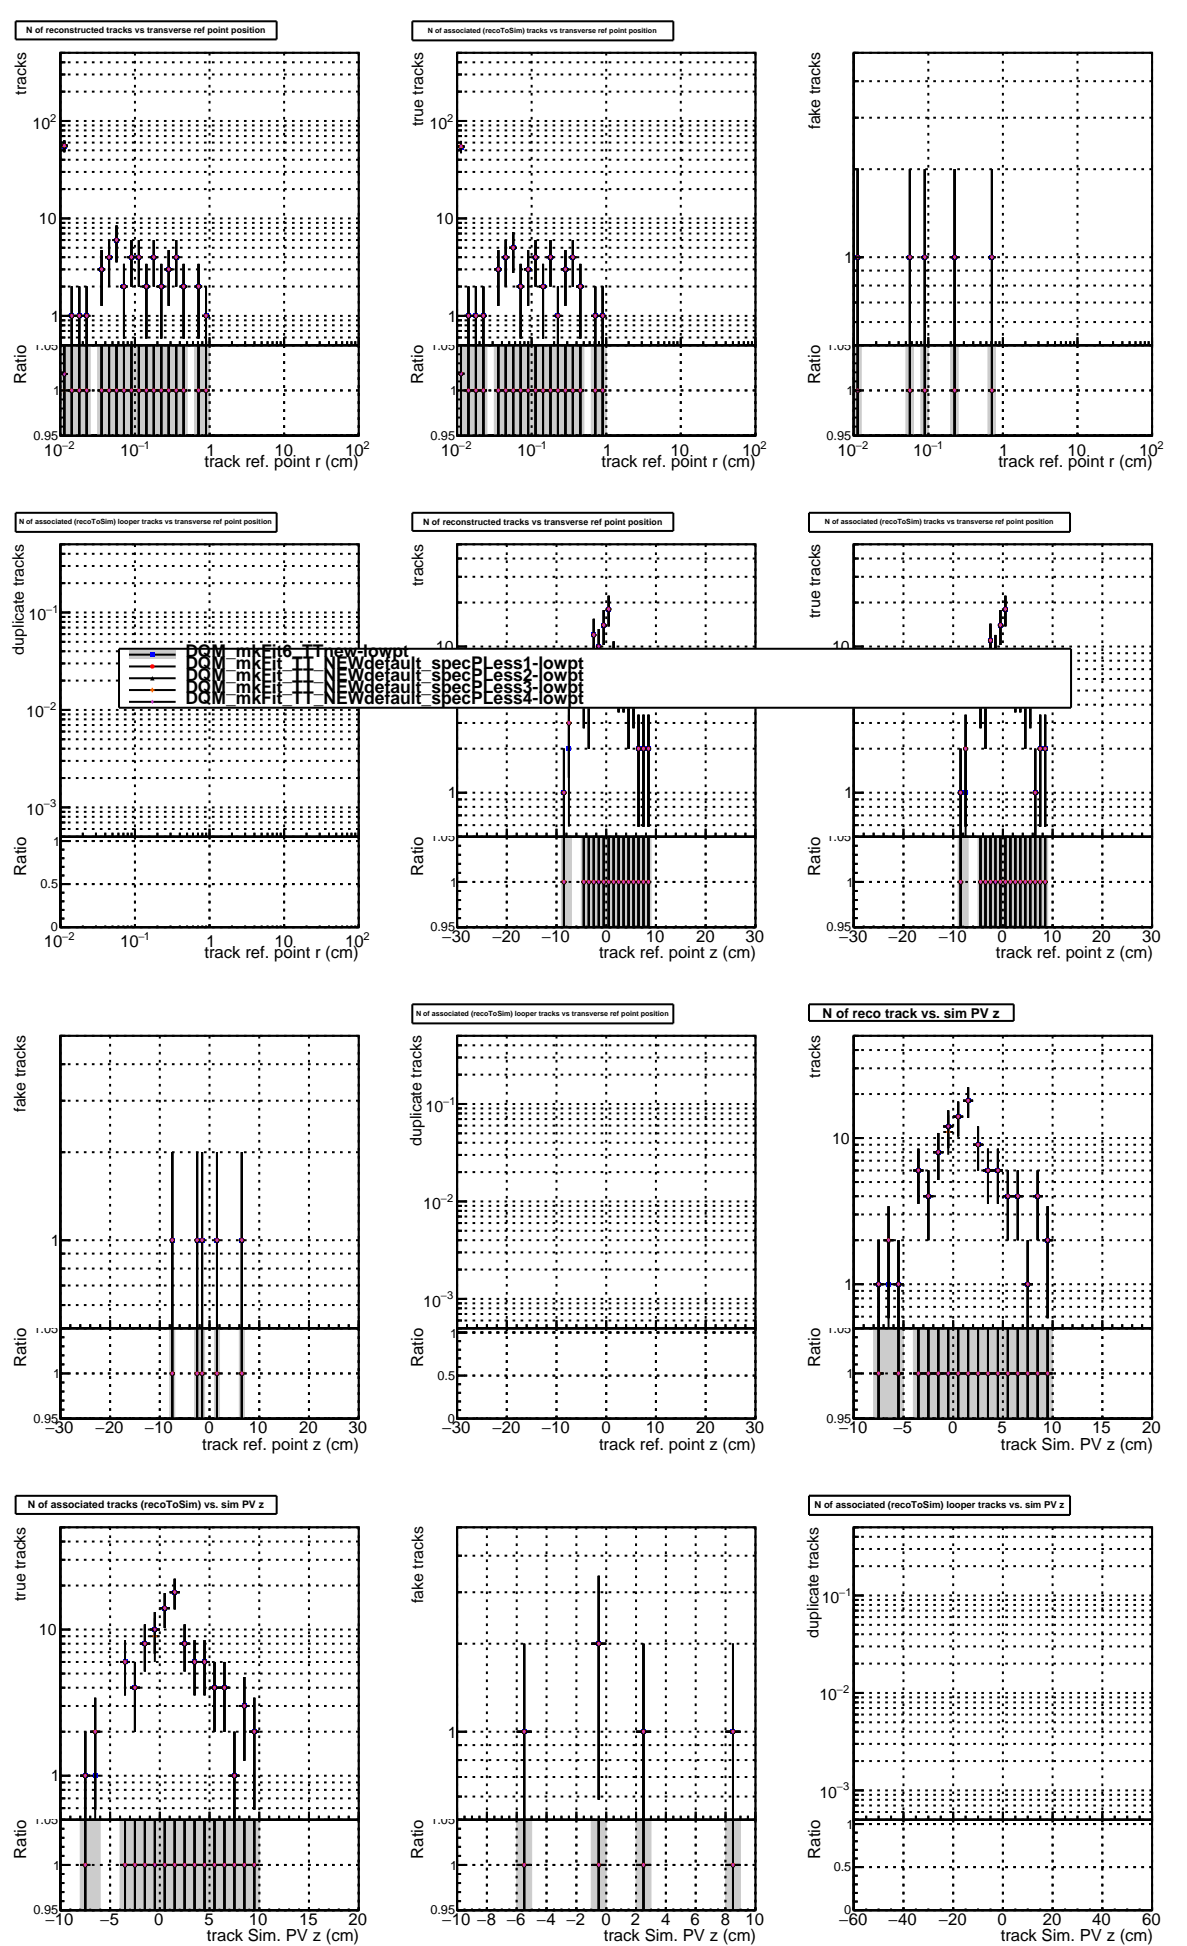 N of reconstructed tracks vs transverse ref point position
tracks
10²
10
1
Ratio
1.05
1
0.95
10⁻² 10⁻¹ 1 10 10²
track ref. point r (cm)
N of associated (recoToSim) tracks vs transverse ref point position
true tracks
10²
10
1
Ratio
1.05
1
0.95
10⁻² 10⁻¹ 1 10 10²
track ref. point r (cm)
fake tracks
1
Ratio
1.05
1
0.95
10⁻² 10⁻¹ 1 10 10²
track ref. point r (cm)
N of associated (recoToSim) looper tracks vs transverse ref point position
duplicate tracks
10⁻¹
10⁻²
10⁻³
Ratio
1
0.5
0
10⁻² 10⁻¹ 1 10 10²
track ref. point r (cm)
N of reconstructed tracks vs transverse ref point position
tracks
10
1
Ratio
1.05
1
0.95
−30 −20 −10 0 10 20 30
track ref. point z (cm)
N of associated (recoToSim) tracks vs transverse ref point position
true tracks
10
1
Ratio
1.05
1
0.95
−30 −20 −10 0 10 20 30
track ref. point z (cm)
DQM_mkFit6_TTnew-lowpt
DQM_mkFit_TT_NEWdefault_specPLess1-lowpt
DQM_mkFit_TT_NEWdefault_specPLess2-lowpt
DQM_mkFit_TT_NEWdefault_specPLess3-lowpt
DQM_mkFit_TT_NEWdefault_specPLess4-lowpt
fake tracks
1
Ratio
1.05
1
0.95
−30 −20 −10 0 10 20 30
track ref. point z (cm)
N of associated (recoToSim) looper tracks vs transverse ref point position
duplicate tracks
10⁻¹
10⁻²
10⁻³
Ratio
1
0.5
0
−30 −20 −10 0 10 20 30
track ref. point z (cm)
N of reco track vs. sim PV z
tracks
10
1
Ratio
1.05
1
0.95
−10 −5 0 5 10 15 20
track Sim. PV z (cm)
N of associated tracks (recoToSim) vs. sim PV z
true tracks
10
1
Ratio
1.05
1
0.95
−10 −5 0 5 10 15 20
track Sim. PV z (cm)
fake tracks
1
Ratio
1.05
1
0.95
−10 −8 −6 −4 −2 0 2 4 6 8 10
track Sim. PV z (cm)
N of associated (recoToSim) looper tracks vs. sim PV z
duplicate tracks
10⁻¹
10⁻²
10⁻³
Ratio
1
0.5
0
−60 −40 −20 0 20 40 60
track Sim. PV z (cm)